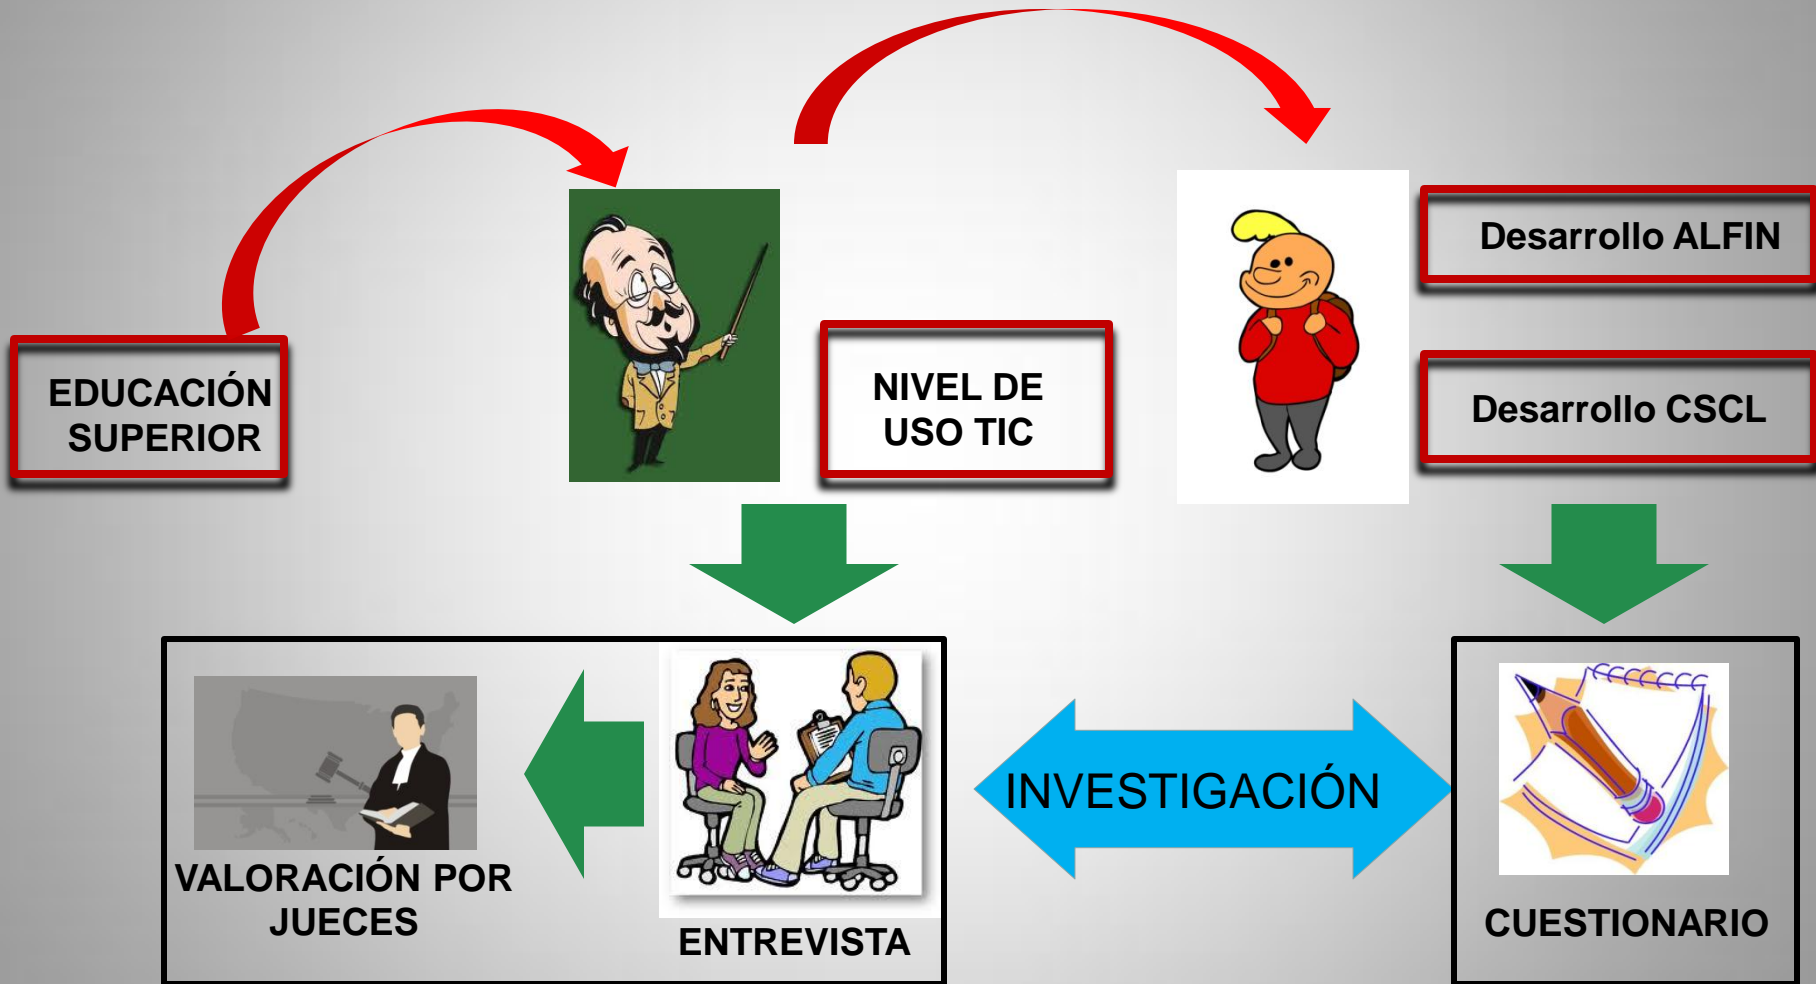 EDUCACIÓN
SUPERIOR
NIVEL DE
USO TIC
Desarrollo ALFIN
Desarrollo CSCL
VALORACIÓN POR
JUECES
ENTREVISTA
INVESTIGACIÓN
CUESTIONARIO